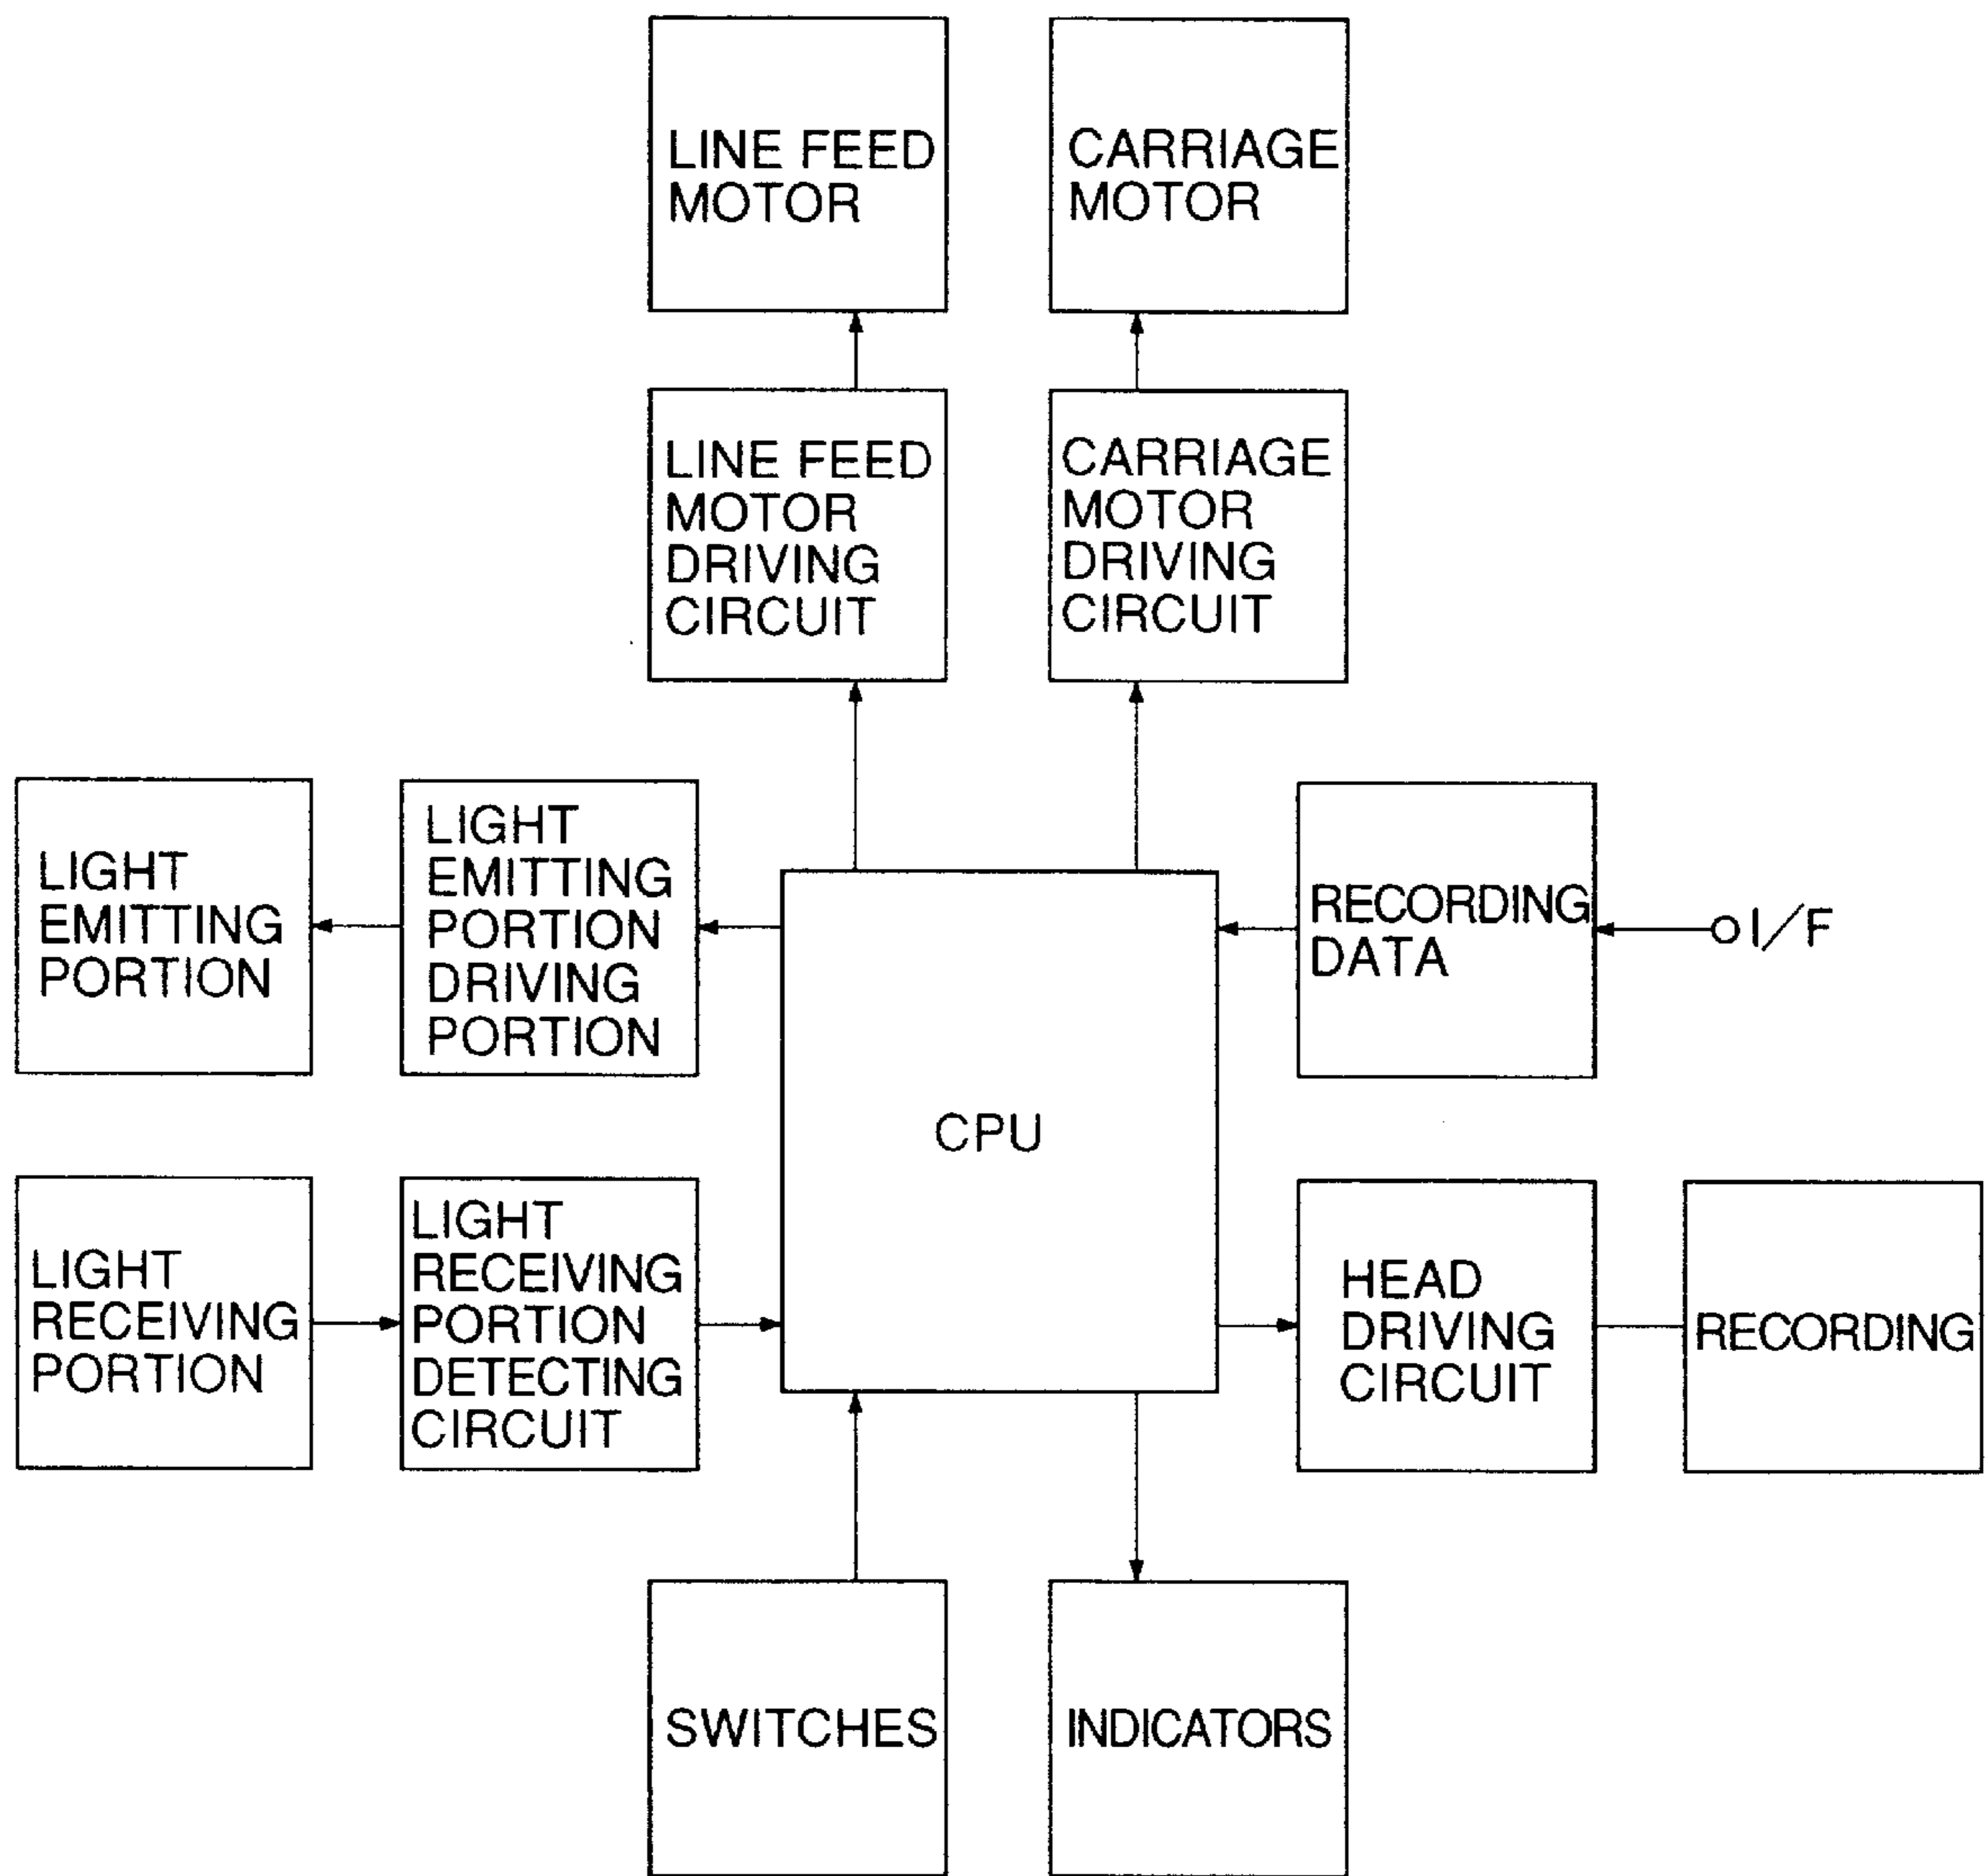 LINE FEED
MOTOR
CARRIAGE
MOTOR
LINE FEED
MOTOR
DRIVING
CIRCUIT
CARRIAGE
MOTOR
DRIVING
CIRCUIT
LIGHT
EMITTING
PORTION
LIGHT
EMITTING
PORTION
DRIVING
PORTION
RECORDING
DATA
I/F
CPU
LIGHT
RECEIVING
PORTION
LIGHT
RECEIVING
PORTION
DETECTING
CIRCUIT
HEAD
DRIVING
CIRCUIT
RECORDING
SWITCHES
INDICATORS